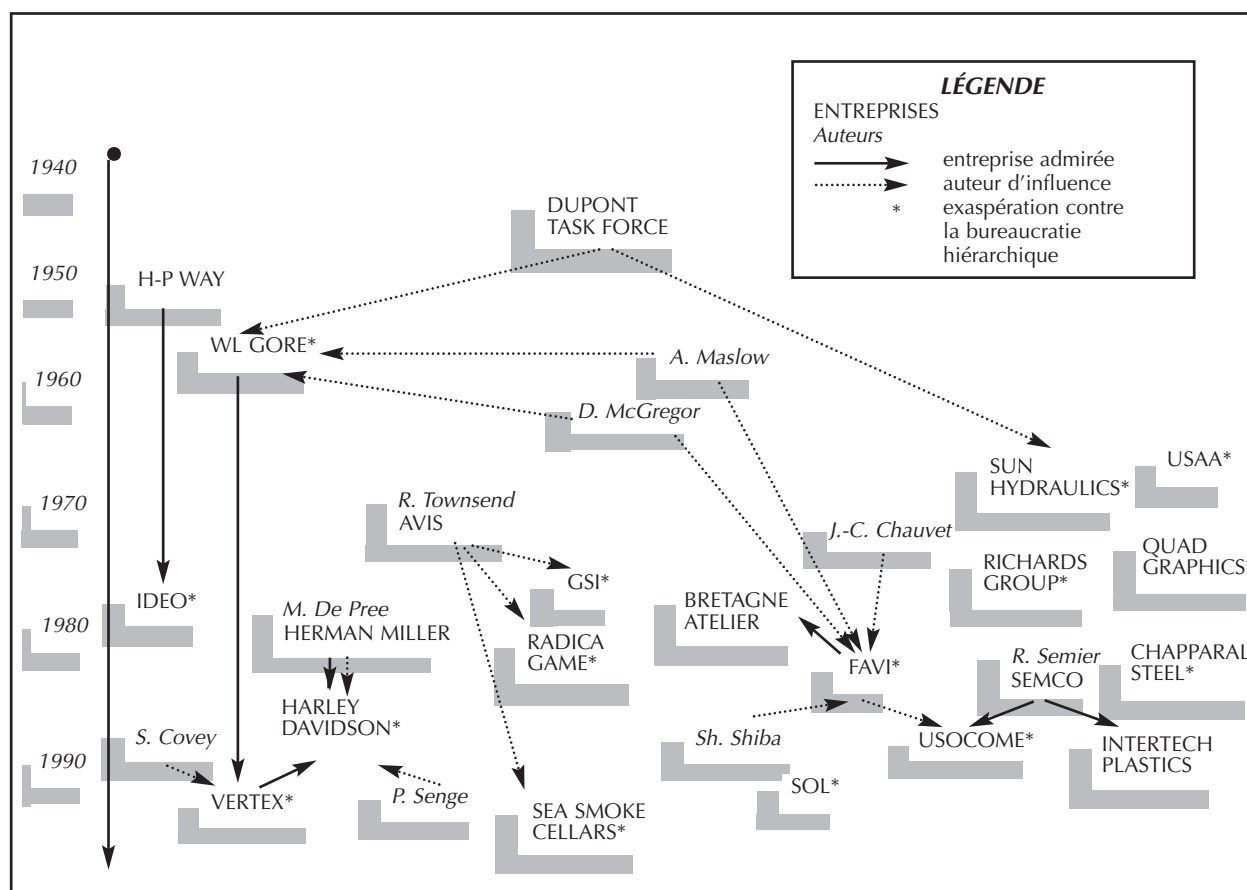 LÉGENDE
ENTREPRISES
Auteurs
entreprise admirée
auteur d'influence
* exaspération contre
la bureaucratie
hiérarchique
1940
DUPONT
TASK FORCE
1950
H-P WAY
WL GORE*
A. Maslow
1960
D. McGregor
SUN
HYDRAULICS*
USAA*
1970
R. Townsend
AVIS
J.-C. Chauvet
GSI*
RICHARDS
GROUP*
QUAD
GRAPHICS*
IDEO*
M. De Pree
HERMAN MILLER
BRETAGNE
ATELIER
1980
RADICA
GAME*
FAVI*
R. Semier
SEMCO
CHAPPARAL
STEEL*
HARLEY
DAVIDSON*
S. Covey
Sh. Shiba
USOCOME*
INTERTECH
PLASTICS
1990
VERTEX*
P. Senge
SOL*
SEA SMOKE
CELLARS*